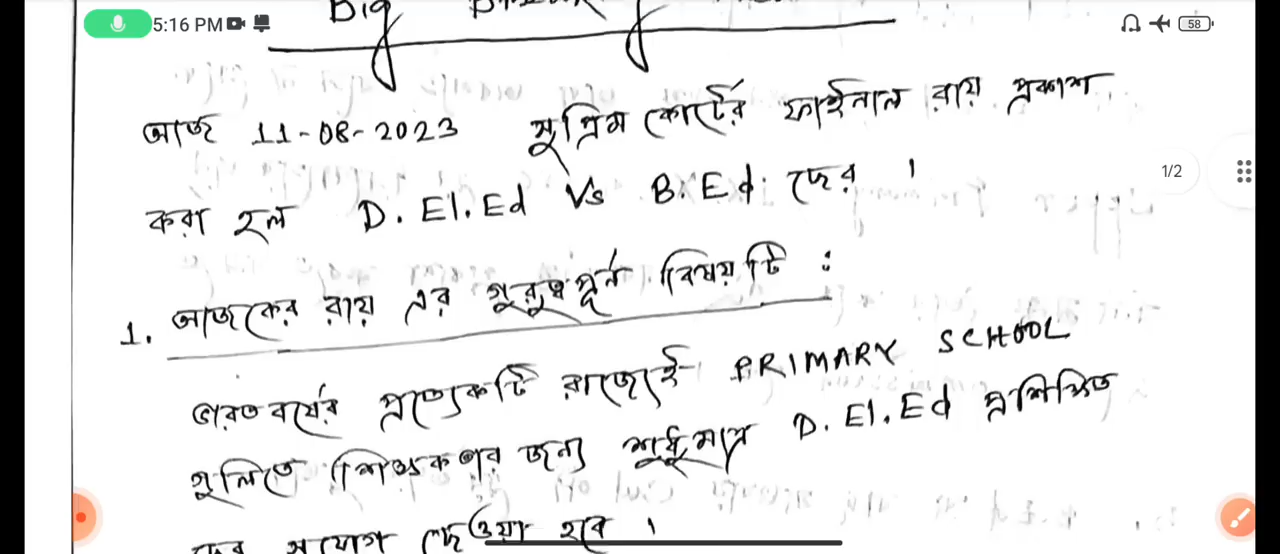 5:16 PM
58
Big
আজ 11-08-2023 সুপ্রিম কোর্টের ফাইনাল রায় প্রকাশ
1/2
করা হল D. El. Ed Vs B. Ed. দের ।
1. আজকের রায় এর গুরুত্বপূর্ন বিষয়টি :
ভারতবর্ষের প্রত্যেকটি রাজ্যেই PRIMARY SCHOOL
গুলিতে শিক্ষকতার জন্য শুধুমাত্র D. El. Ed প্রশিক্ষিত
দের সুযোগ দেওয়া হবে ।